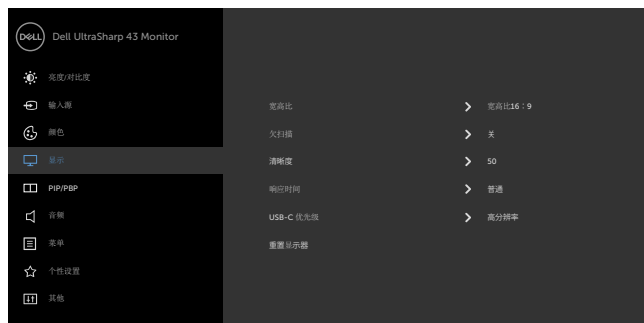 DELL Dell UltraSharp 43 Monitor
亮度/对比度
输入源
颜色
显示
PIP/PBP
音频
菜单
个性设置
其他
宽高比 宽高比16:9
欠扫描 关
清晰度 50
响应时间 普通
USB-C 优先级 高分辨率
重置显示器